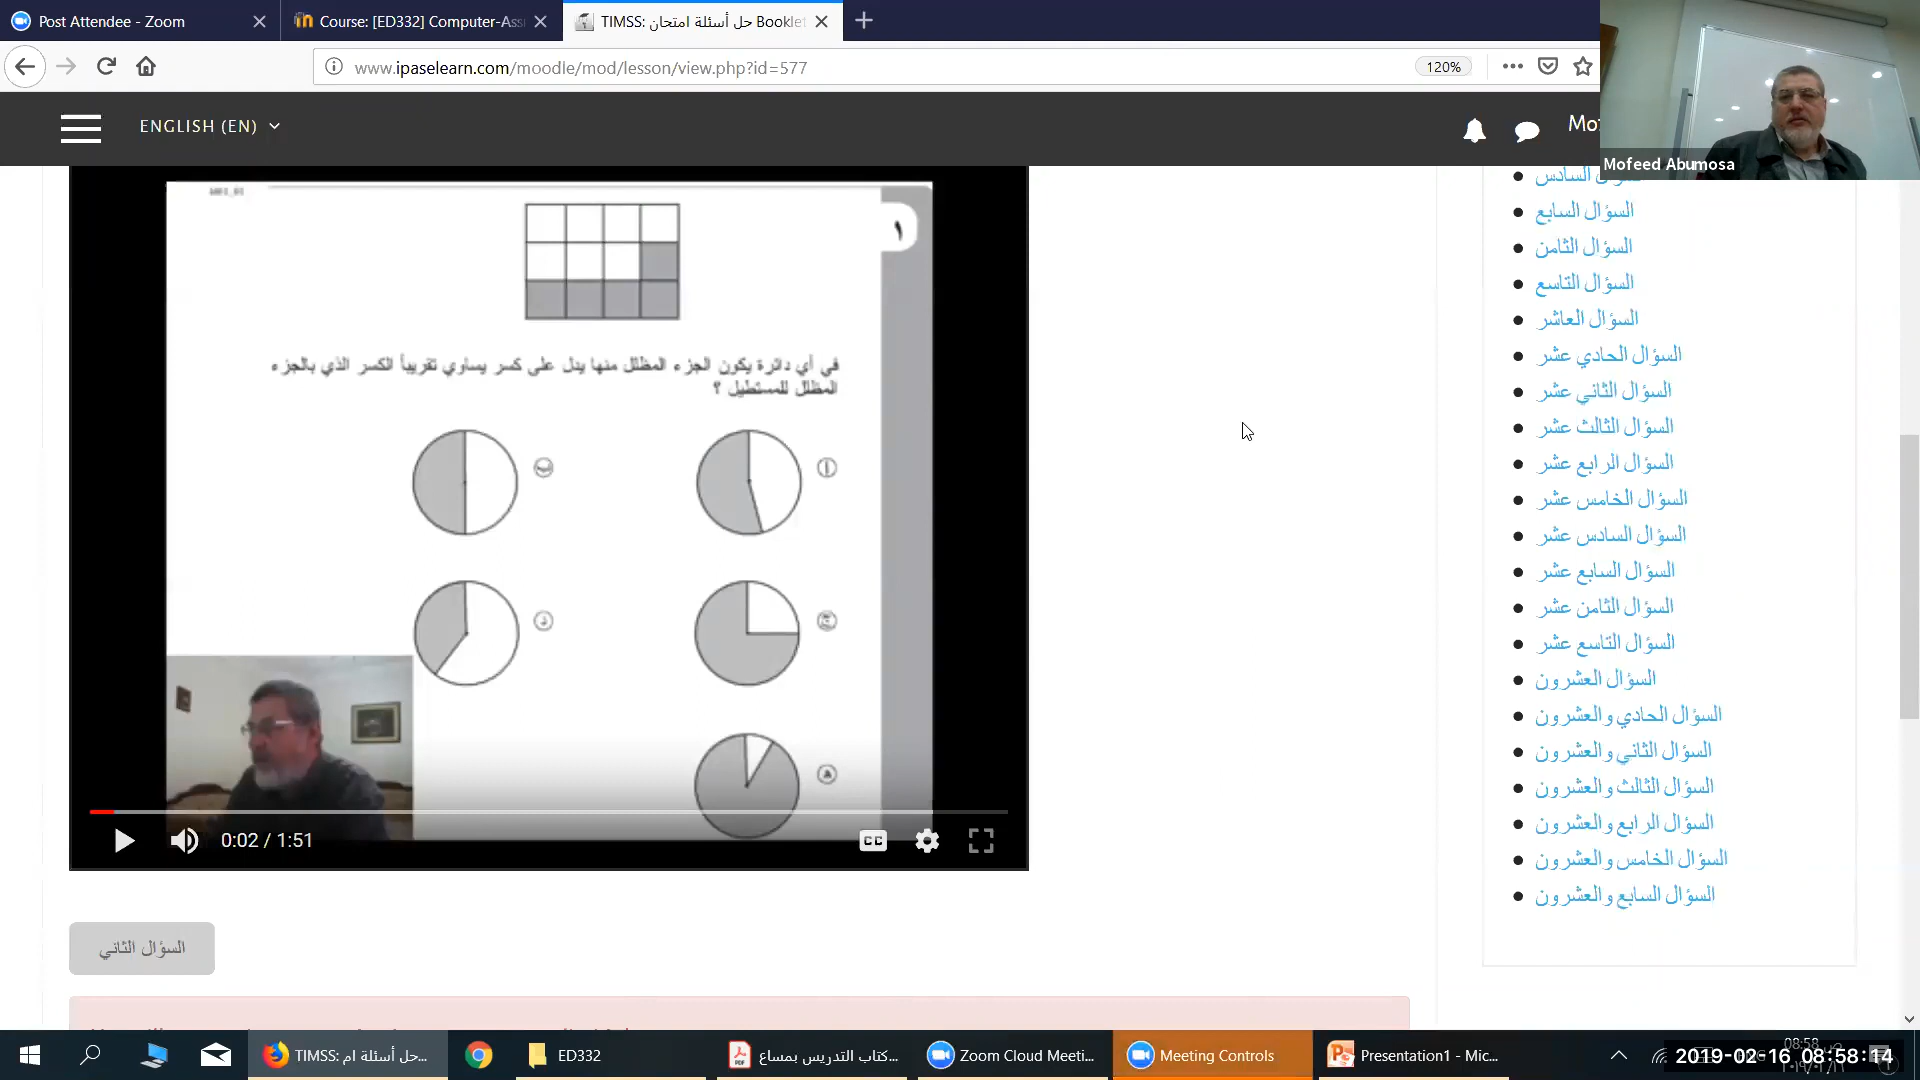 Post Attendee - Zoom
Course: [ED332] Computer-Ass
TIMSS: حل أسئلة امتحان Booklet
www.ipaselearn.com/moodle/mod/lesson/view.php?id=577
120%
ENGLISH (EN)
Mofeed Abumosa
١
في أي دائرة يكون الجزء المظلل منها يدل على كسر يساوي تقريباً الكسر الذي بالجزء
المظلل للمستطيل ؟
أ
ب
ج
د
هـ
0:02 / 1:51
CC
السؤال الثاني
السؤال السادس
السؤال السابع
السؤال الثامن
السؤال التاسع
السؤال العاشر
السؤال الحادي عشر
السؤال الثاني عشر
السؤال الثالث عشر
السؤال الرابع عشر
السؤال الخامس عشر
السؤال السادس عشر
السؤال السابع عشر
السؤال الثامن عشر
السؤال التاسع عشر
السؤال العشرون
السؤال الحادي والعشرون
السؤال الثاني والعشرون
السؤال الثالث والعشرون
السؤال الرابع والعشرون
السؤال الخامس والعشرون
السؤال السابع والعشرون
TIMSS: حل أسئلة ام...
ED332
كتاب التدريس بمساع...
Zoom Cloud Meeti...
Meeting Controls
Presentation1 - Mic...
2019-02-16 08:58:14